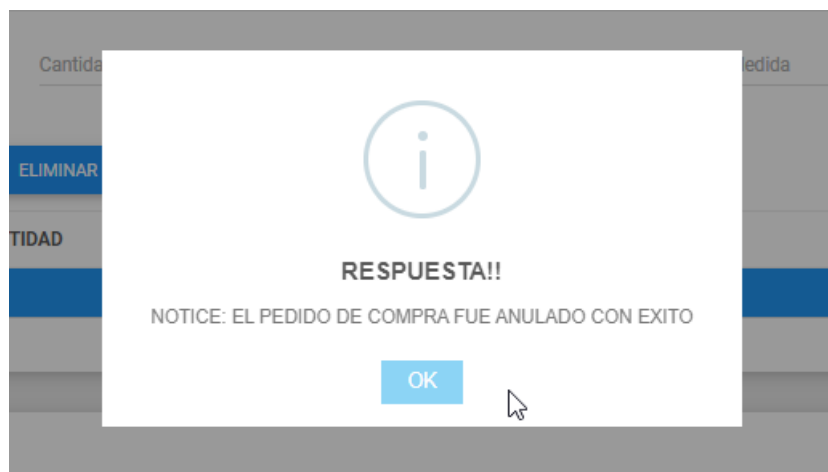 Cantida
edida
ELIMINAR
TIDAD
RESPUESTA!!
NOTICE: EL PEDIDO DE COMPRA FUE ANULADO CON EXITO
OK